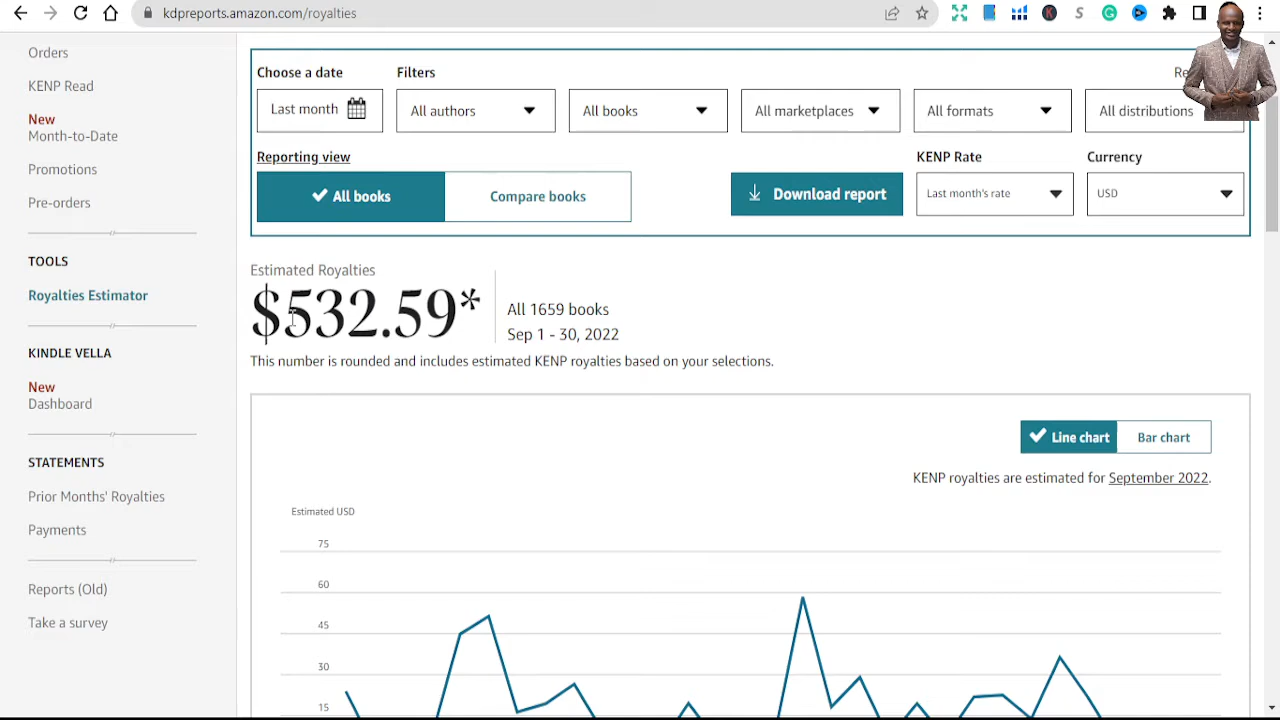 kdpreports.amazon.com/royalties
Orders
KENP Read
New
Month-to-Date
Promotions
Pre-orders
TOOLS
Royalties Estimator
KINDLE VELLA
New
Dashboard
STATEMENTS
Prior Months' Royalties
Payments
Reports (Old)
Take a survey
Choose a date
Filters
Last month
All authors
All books
All marketplaces
All formats
All distributions
Reporting view
KENP Rate
Currency
All books
Compare books
Download report
Last month's rate
USD
Estimated Royalties
$532.59*
All 1659 books
Sep 1 - 30, 2022
This number is rounded and includes estimated KENP royalties based on your selections.
Line chart
Bar chart
KENP royalties are estimated for September 2022.
Estimated USD
75
60
45
30
15